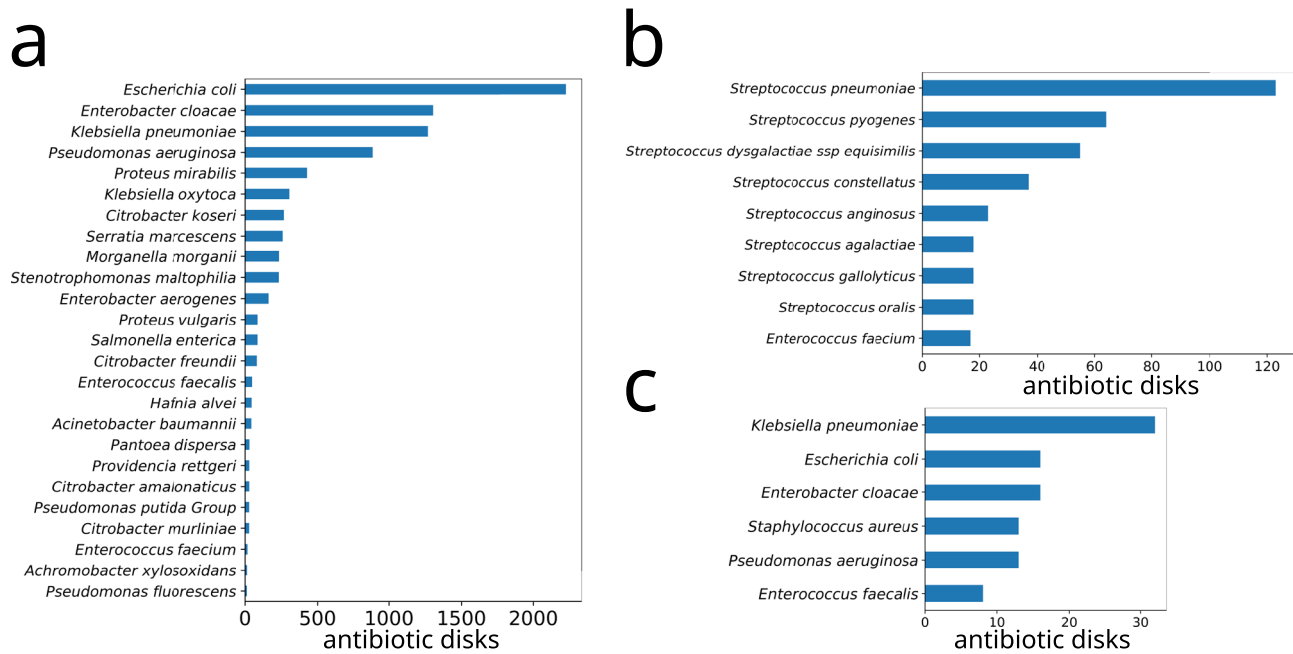 a
Escherichia coli
Enterobacter cloacae
Klebsiella pneumoniae
Pseudomonas aeruginosa
Proteus mirabilis
Klebsiella oxytoca
Citrobacter koseri
Serratia marcescens
Morganella morganii
Stenotrophomonas maltophilia
Enterobacter aerogenes
Proteus vulgaris
Salmonella enterica
Citrobacter freundii
Enterococcus faecalis
Hafnia alvei
Acinetobacter baumannii
Pantoea dispersa
Providencia rettgeri
Citrobacter amalonaticus
Pseudomonas putida Group
Citrobacter murliniae
Enterococcus faecium
Achromobacter xylosoxidans
Pseudomonas fluorescens
0 500 1000 1500 2000
antibiotic disks
b
Streptococcus pneumoniae
Streptococcus pyogenes
Streptococcus dysgalactiae ssp equisimilis
Streptococcus constellatus
Streptococcus anginosus
Streptococcus agalactiae
Streptococcus gallolyticus
Streptococcus oralis
Enterococcus faecium
0 20 40 60 80 100 120
antibiotic disks
c
Klebsiella pneumoniae
Escherichia coli
Enterobacter cloacae
Staphylococcus aureus
Pseudomonas aeruginosa
Enterococcus faecalis
0 10 20 30
antibiotic disks